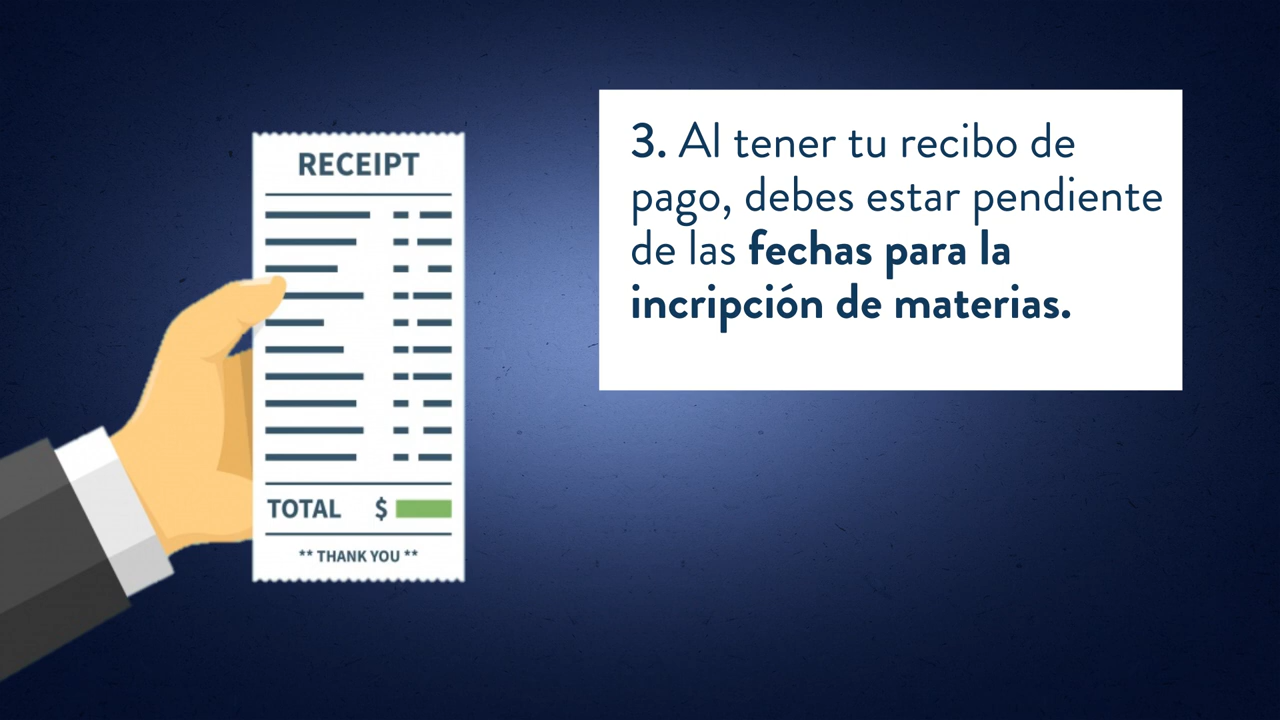 RECEIPT
TOTAL $
** THANK YOU **
3. Al tener tu recibo de
pago, debes estar pendiente
de las fechas para la
incripción de materias.